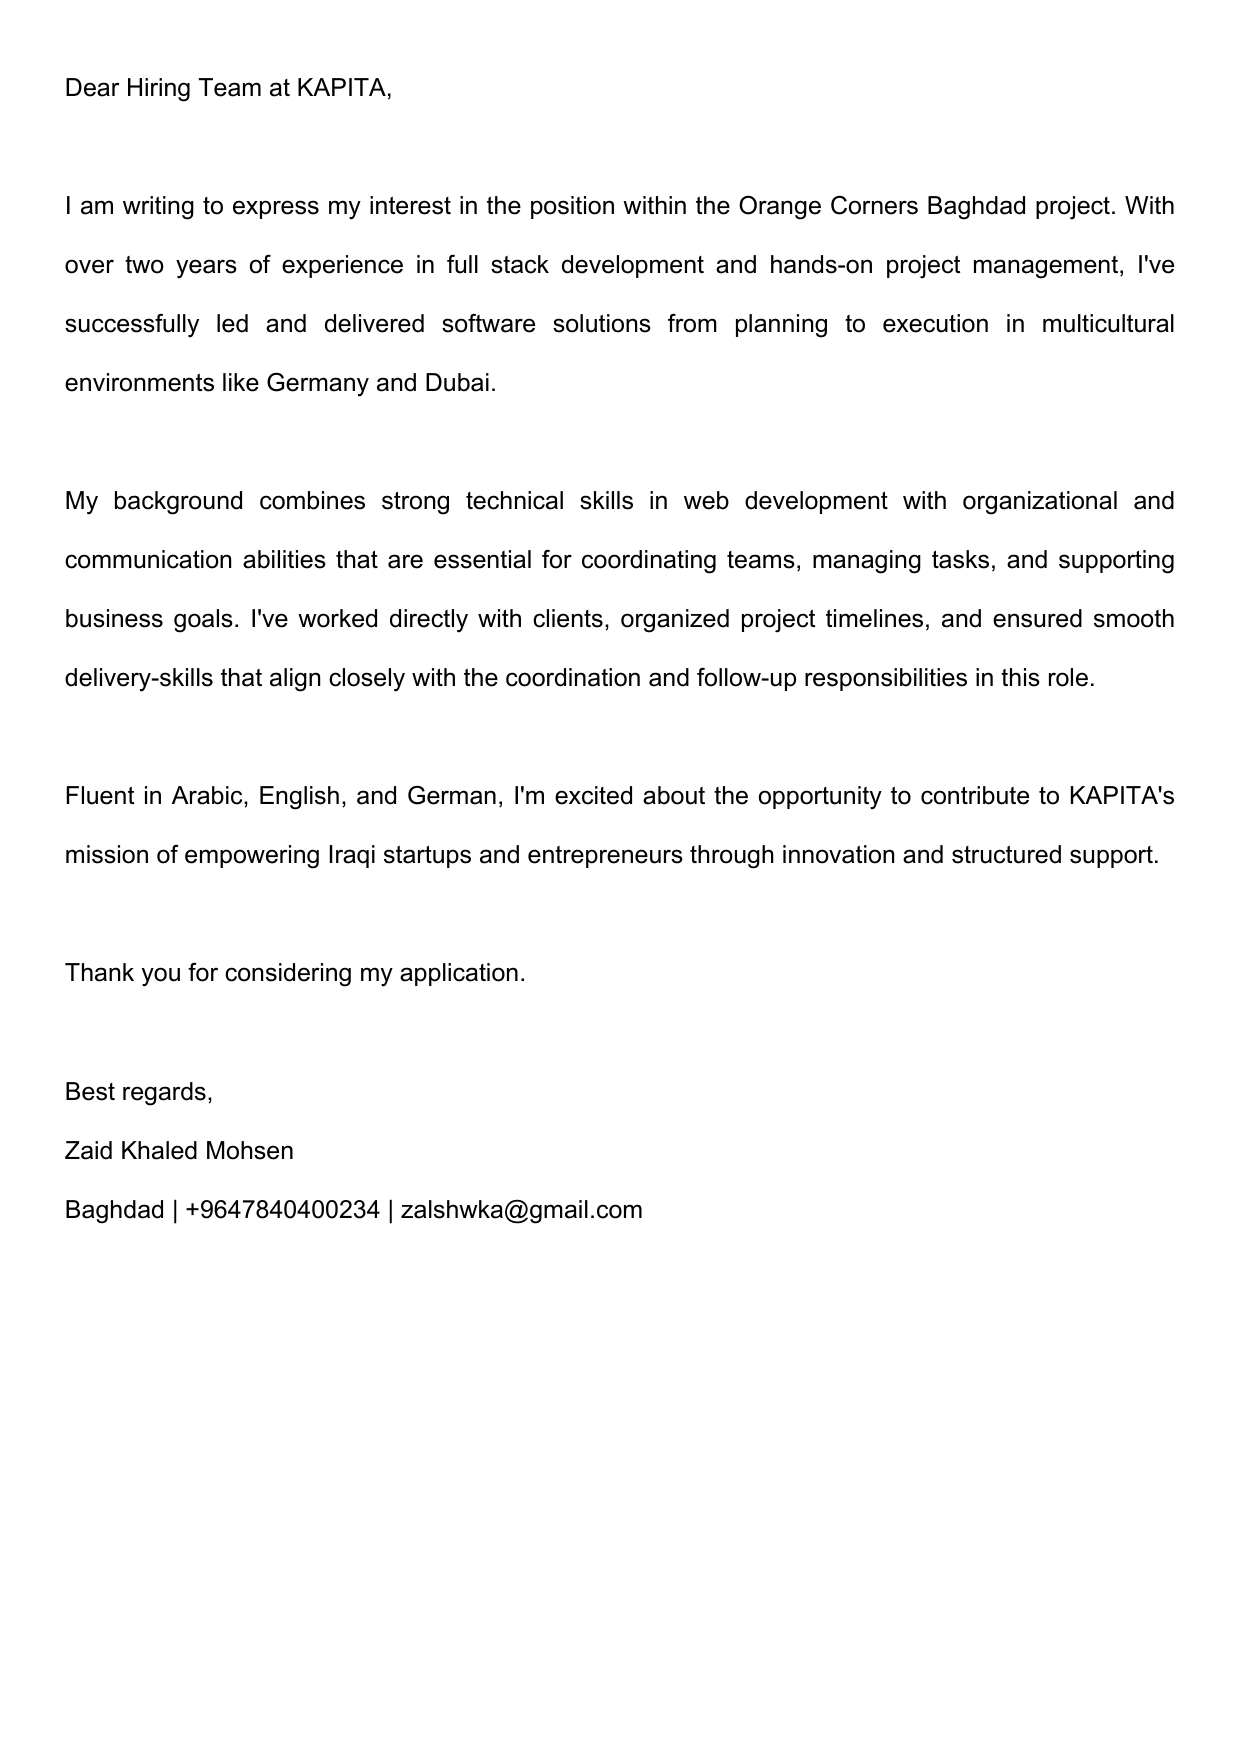 Dear Hiring Team at KAPITA,
I am writing to express my interest in the position within the Orange Corners Baghdad project. With
over two years of experience in full stack development and hands-on project management, I've
successfully led and delivered software solutions from planning to execution in multicultural
environments like Germany and Dubai.
My background combines strong technical skills in web development with organizational and
communication abilities that are essential for coordinating teams, managing tasks, and supporting
business goals. I've worked directly with clients, organized project timelines, and ensured smooth
delivery-skills that align closely with the coordination and follow-up responsibilities in this role.
Fluent in Arabic, English, and German, I'm excited about the opportunity to contribute to KAPITA's
mission of empowering Iraqi startups and entrepreneurs through innovation and structured support.
Thank you for considering my application.
Best regards,
Zaid Khaled Mohsen
Baghdad | +9647840400234 | zalshwka@gmail.com